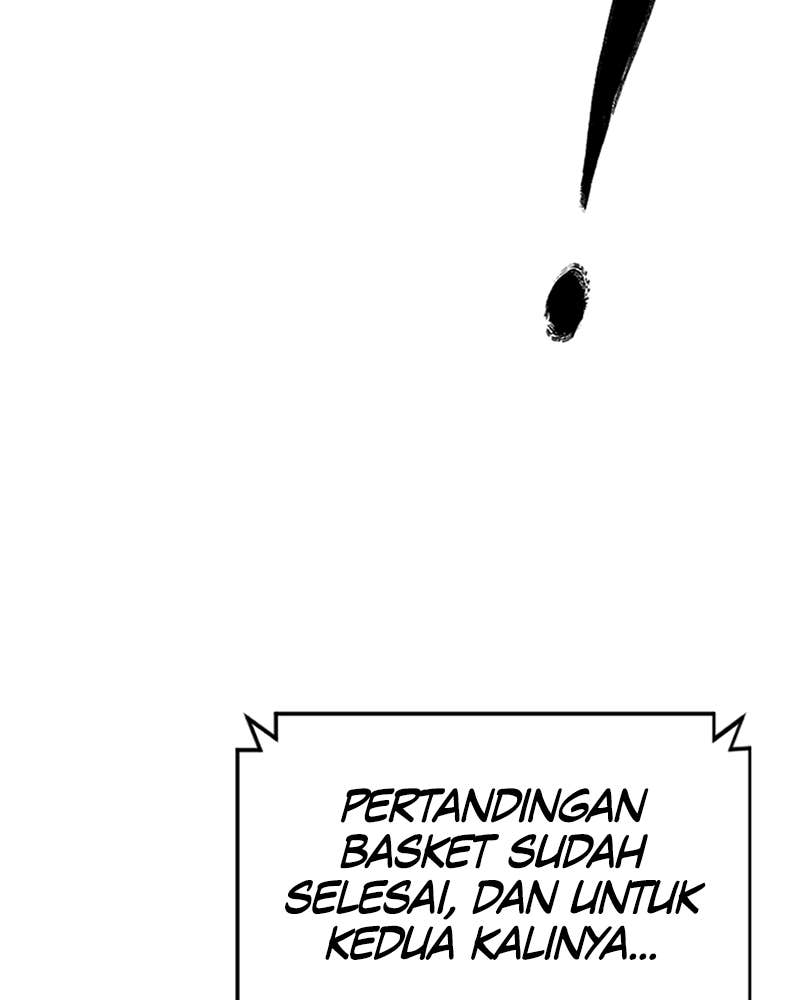 PERTANDINGAN
BASKET SUDAH
SELESAI, DAN UNTUK
KEDUA KALINYA...